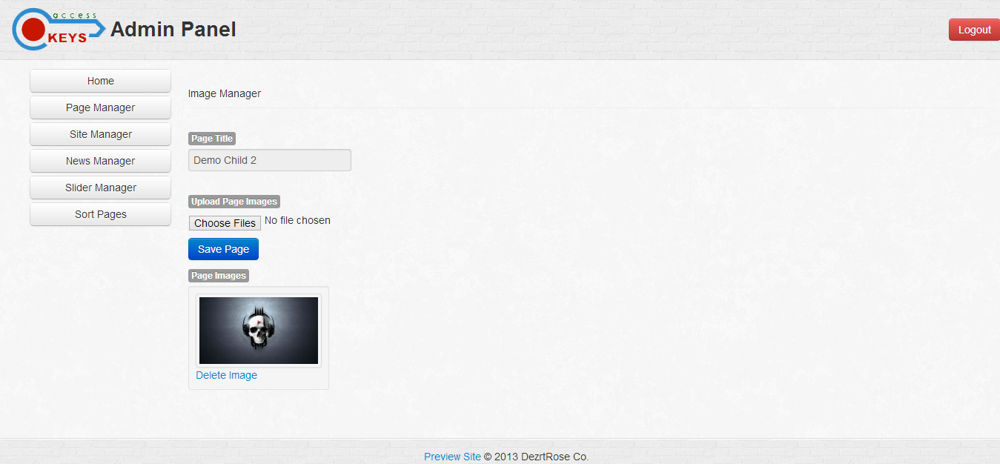 access
KEYS
Admin Panel
Logout
Home
Page Manager
Site Manager
News Manager
Slider Manager
Sort Pages
Image Manager
Page Title
Demo Child 2
Upload Page Images
Choose Files No file chosen
Save Page
Page Images
Delete Image
Preview Site © 2013 DezrtRose Co.